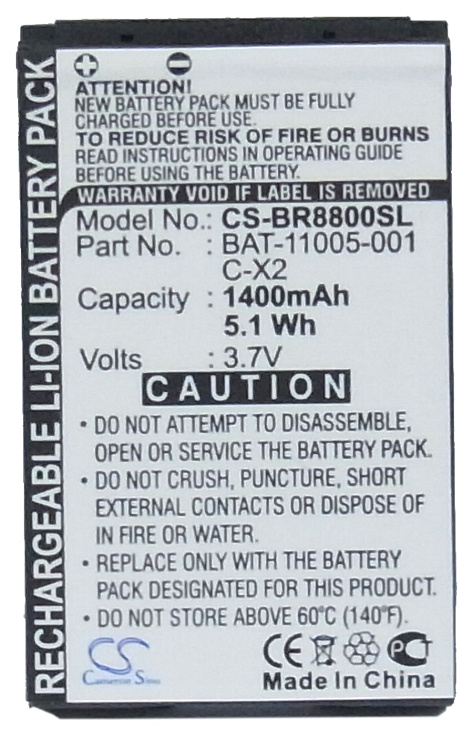 RECHARGEABLE LI-ION BATTERY PACK
ATTENTION!
NEW BATTERY PACK MUST BE FULLY
CHARGED BEFORE USE.
TO REDUCE RISK OF FIRE OR BURNS
READ INSTRUCTIONS IN OPERATING GUIDE
BEFORE USING THE BATTERY.
WARRANTY VOID IF LABEL IS REMOVED
Model No.: CS-BR8800SL
Part No. : BAT-11005-001
C-X2
Capacity : 1400mAh
5.1 Wh
Volts : 3.7V
CAUTION
• DO NOT ATTEMPT TO DISASSEMBLE,
OPEN OR SERVICE THE BATTERY PACK.
• DO NOT CRUSH, PUNCTURE, SHORT
EXTERNAL CONTACTS OR DISPOSE OF
IN FIRE OR WATER.
• REPLACE ONLY WITH THE BATTERY
PACK DESIGNATED FOR THIS MACHINE.
• DO NOT STORE ABOVE 60°C (140°F).
CS
Cameron Sino
CE PCT
Made In China